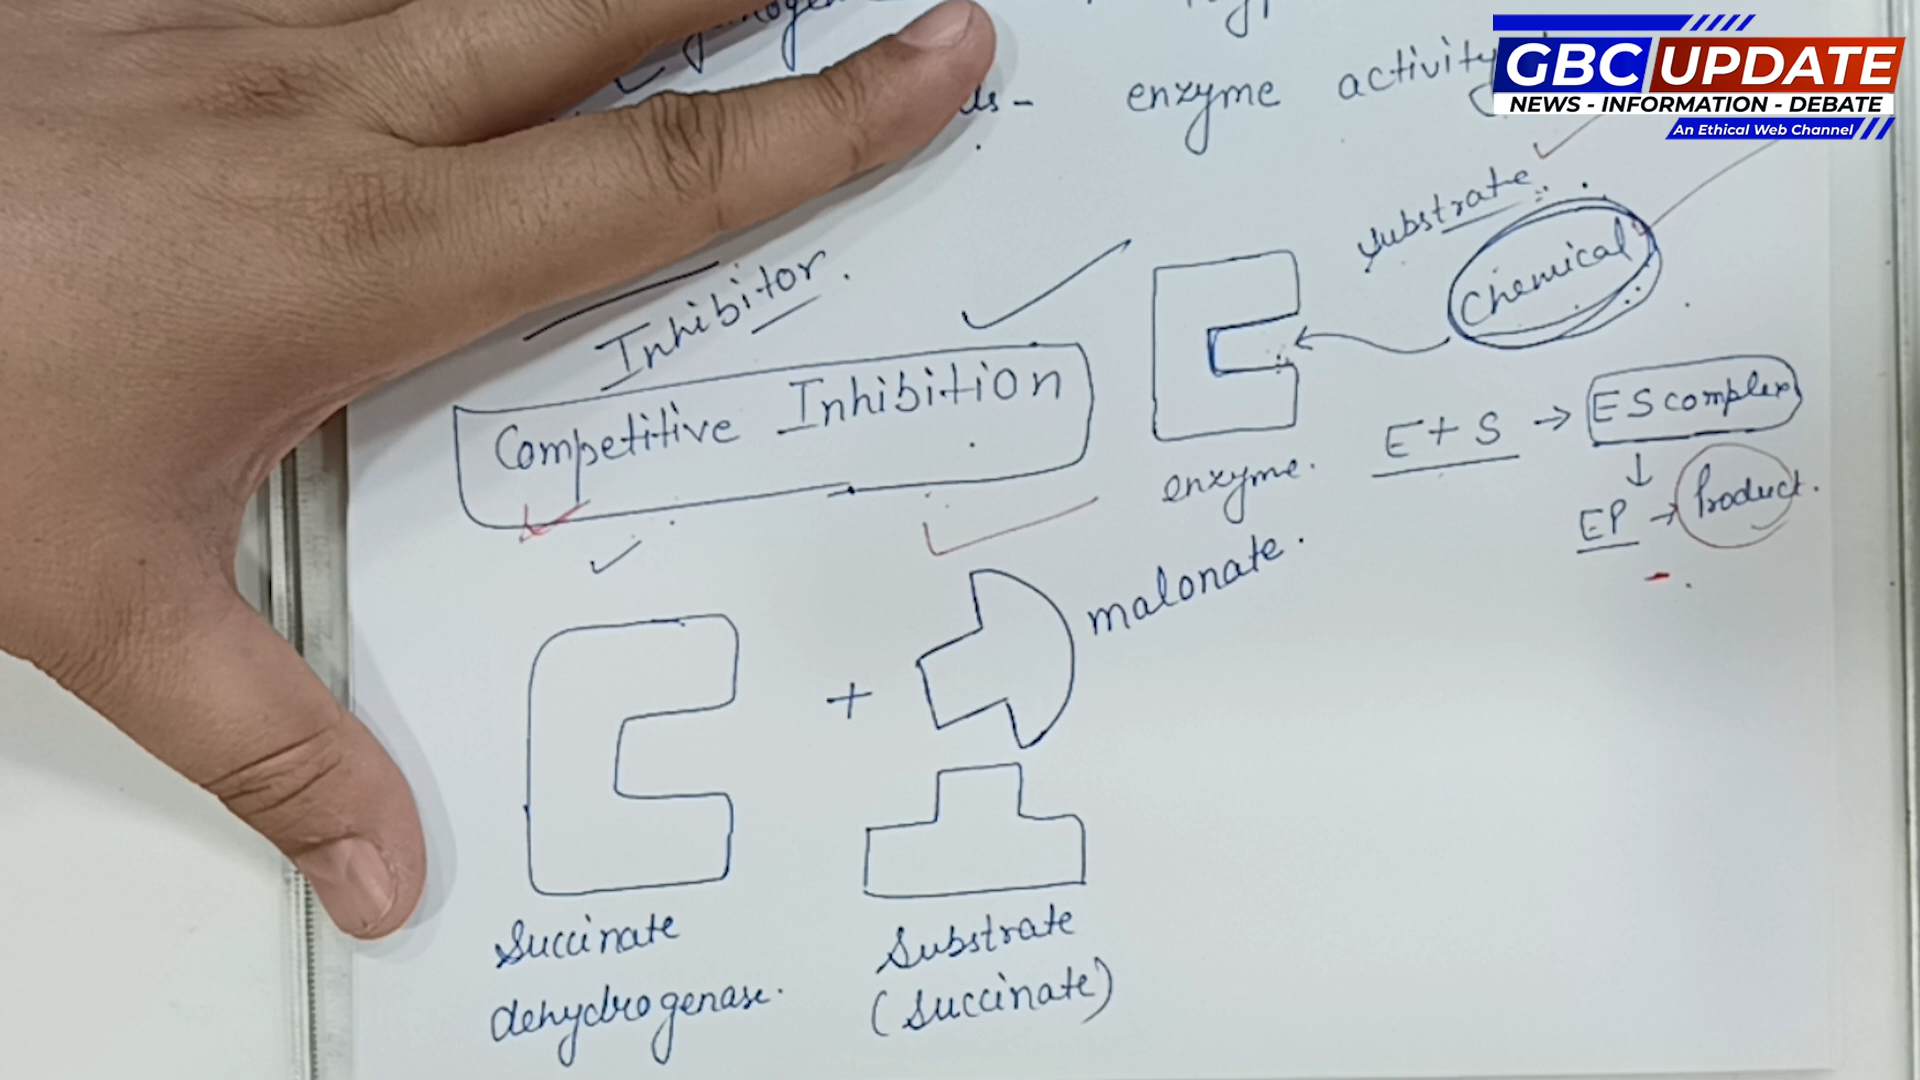 GBC UPDATE
NEWS - INFORMATION - DEBATE
An Ethical Web Channel
enzyme activity
substrate
chemical
Inhibitor.
Competitive Inhibition
enzyme.
E + S → ES complex
↓
EP → Product.
malonate.
+
Succinate
dehydrogenase.
Substrate
(Succinate)